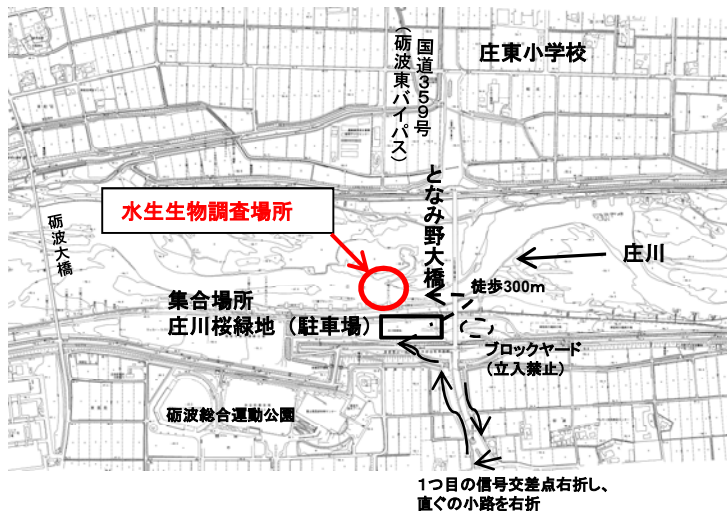 国道359号
(砺波東バイパス)
庄東小学校
となみ野大橋
水生生物調査場所
砺波大橋
庄川
徒歩300m
集合場所
庄川桜緑地（駐車場）
ブロックヤード
（立入禁止）
砺波総合運動公園
1つ目の信号交差点右折し、
直ぐの小路を右折